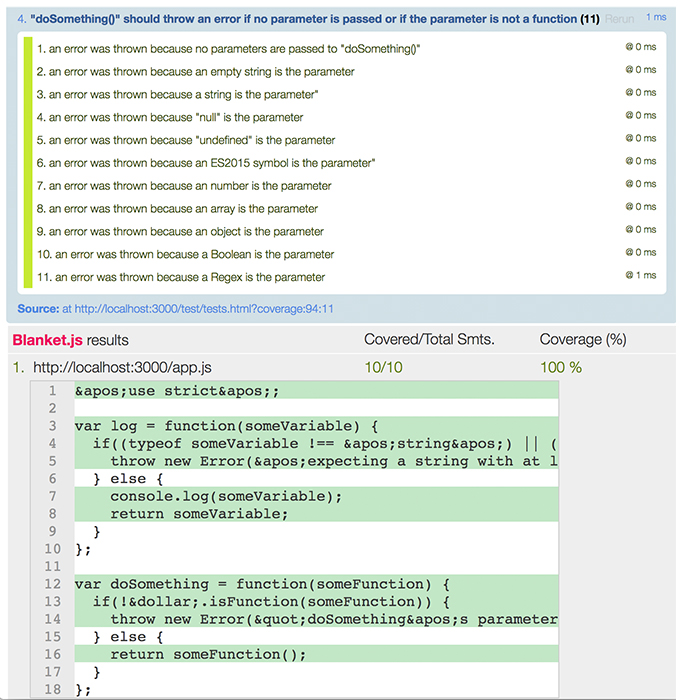 4. "doSomething()" should throw an error if no parameter is passed or if the parameter is not a function (11) Rerun 1 ms
1. an error was thrown because no parameters are passed to "doSomething()" @ 0 ms
2. an error was thrown because an empty string is the parameter @ 0 ms
3. an error was thrown because a string is the parameter" @ 0 ms
4. an error was thrown because "null" is the parameter @ 0 ms
5. an error was thrown because "undefined" is the parameter @ 0 ms
6. an error was thrown because an ES2015 symbol is the parameter" @ 0 ms
7. an error was thrown because an number is the parameter @ 0 ms
8. an error was thrown because an array is the parameter @ 0 ms
9. an error was thrown because an object is the parameter @ 0 ms
10. an error was thrown because a Boolean is the parameter @ 0 ms
11. an error was thrown because a Regex is the parameter @ 1 ms
Source: at http://localhost:3000/test/tests.html?coverage:94:11
Blanket.js results Covered/Total Smts. Coverage (%)
1. http://localhost:3000/app.js 10/10 100 %
1 &apos;use strict&apos;;
2
3 var log = function(someVariable) {
4 if((typeof someVariable !== &apos;string&apos;) || (
5 throw new Error(&apos;expecting a string with at l
6 } else {
7 console.log(someVariable);
8 return someVariable;
9 }
10 };
11
12 var doSomething = function(someFunction) {
13 if(!&dollar;.isFunction(someFunction)) {
14 throw new Error(&quot;doSomething&apos;s parameter
15 } else {
16 return someFunction();
17 }
18 };